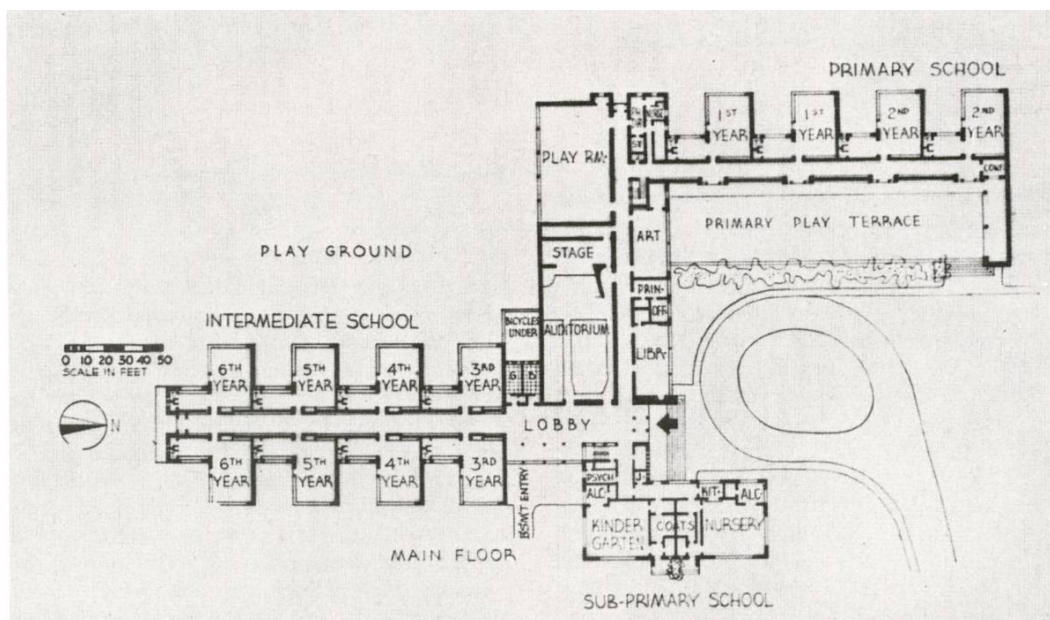 PRIMARY SCHOOL
1ST YEAR
1ST YEAR
2ND YEAR
2ND YEAR
CONF.
PLAY RM.
PRIMARY PLAY TERRACE
ART
STAGE
PLAY GROUND
PRIN.
OFF.
LIBRY
BICYCLES UNDER
AUDITORIUM
INTERMEDIATE SCHOOL
0 10 20 30 40 50
SCALE IN FEET
6TH YEAR
5TH YEAR
4TH YEAR
3RD YEAR
G B
N
LOBBY
6TH YEAR
5TH YEAR
4TH YEAR
3RD YEAR
BSM'T ENTRY
PSYCH
ALC
KIT.
ALC
KINDER GARTEN
COATS
NURSERY
MAIN FLOOR
SUB-PRIMARY SCHOOL